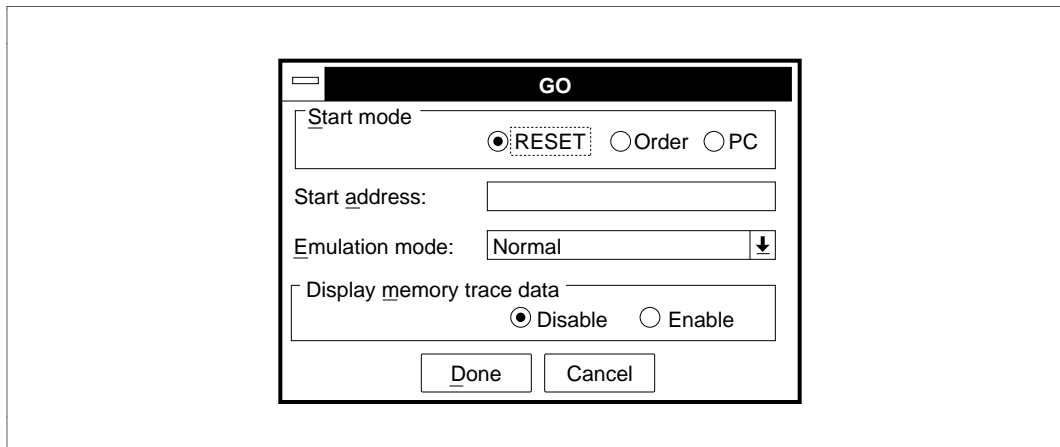 GO
Start mode
RESET Order PC
Start address:
Emulation mode: Normal
Display memory trace data
Disable Enable
Done Cancel